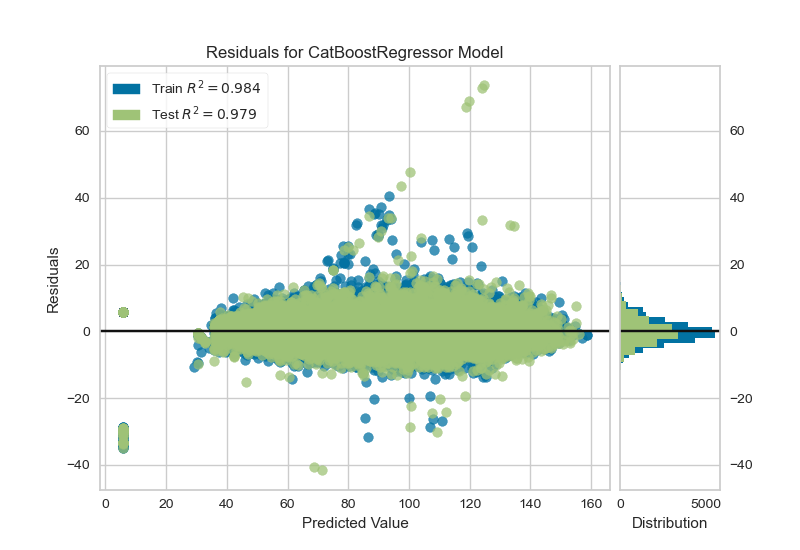 Residuals for CatBoostRegressor Model
Train R² = 0.984
Test R² = 0.979
Residuals
60
40
20
0
−20
−40
0 20 40 60 80 100 120 140 160
Predicted Value
60
40
20
0
−20
−40
0 5000
Distribution